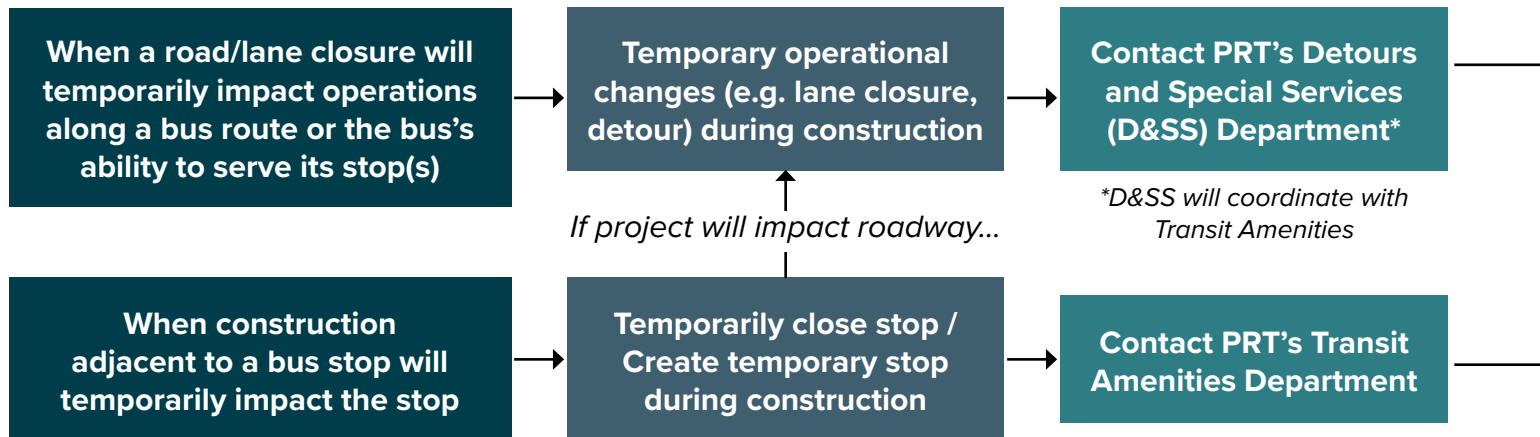 When a road/lane closure will
temporarily impact operations
along a bus route or the bus's
ability to serve its stop(s)
Temporary operational
changes (e.g. lane closure,
detour) during construction
Contact PRT's Detours
and Special Services
(D&SS) Department*
*D&SS will coordinate with
Transit Amenities
If project will impact roadway...
When construction
adjacent to a bus stop will
temporarily impact the stop
Temporarily close stop /
Create temporary stop
during construction
Contact PRT's Transit
Amenities Department